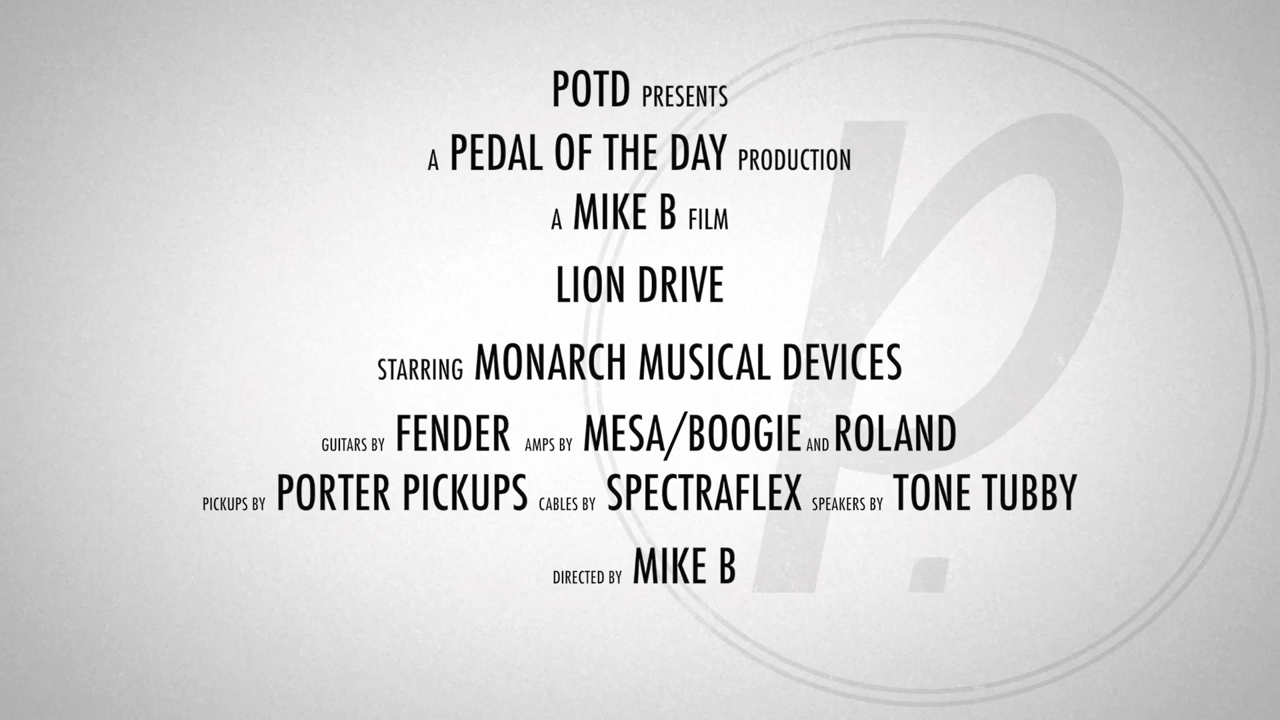 POTD PRESENTS
A PEDAL OF THE DAY PRODUCTION
A MIKE B FILM
LION DRIVE
STARRING MONARCH MUSICAL DEVICES
GUITARS BY FENDER AMPS BY MESA/BOOGIE AND ROLAND
PICKUPS BY PORTER PICKUPS CABLES BY SPECTRAFLEX SPEAKERS BY TONE TUBBY
DIRECTED BY MIKE B
p.